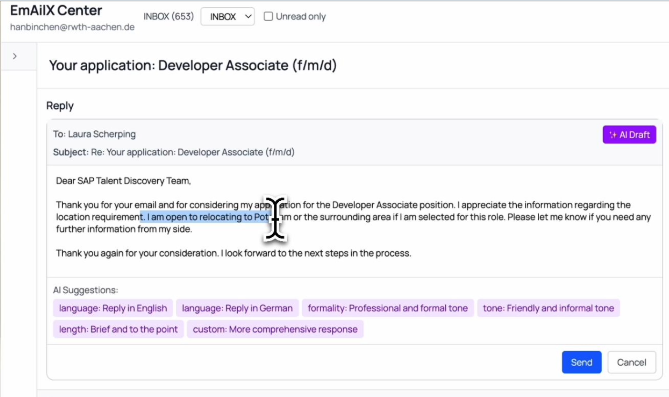 EmAilX Center
hanbinchen@rwth-aachen.de
INBOX (653)
INBOX
Unread only
Your application: Developer Associate (f/m/d)
Reply
To: Laura Scherping
AI Draft
Subject: Re: Your application: Developer Associate (f/m/d)
Dear SAP Talent Discovery Team,
Thank you for your email and for considering my application for the Developer Associate position. I appreciate the information regarding the
location requirement. I am open to relocating to Potsdam or the surrounding area if I am selected for this role. Please let me know if you need any
further information from my side.
Thank you again for your consideration. I look forward to the next steps in the process.
AI Suggestions:
language: Reply in English
language: Reply in German
formality: Professional and formal tone
tone: Friendly and informal tone
length: Brief and to the point
custom: More comprehensive response
Send
Cancel